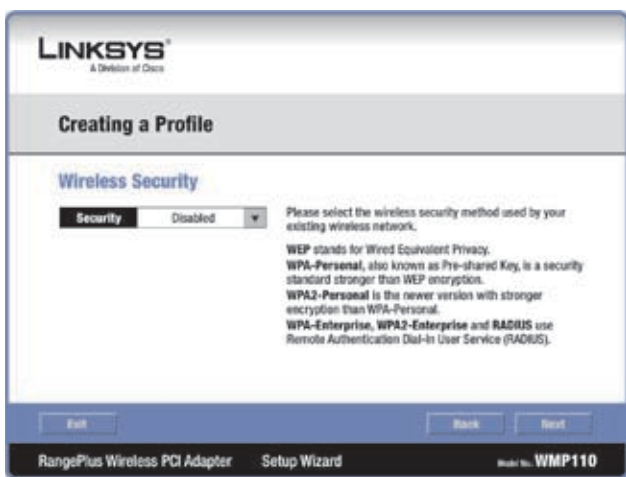 LINKSYS®
A Division of Cisco
Creating a Profile
Wireless Security
Security Disabled
Please select the wireless security method used by your
existing wireless network.
WEP stands for Wired Equivalent Privacy.
WPA-Personal, also known as Pre-shared Key, is a security
standard stronger than WEP encryption.
WPA2-Personal is the newer version with stronger
encryption than WPA-Personal.
WPA-Enterprise, WPA2-Enterprise and RADIUS use
Remote Authentication Dial-In User Service (RADIUS).
Exit
Back
Next
RangePlus Wireless PCI Adapter Setup Wizard Model No. WMP110